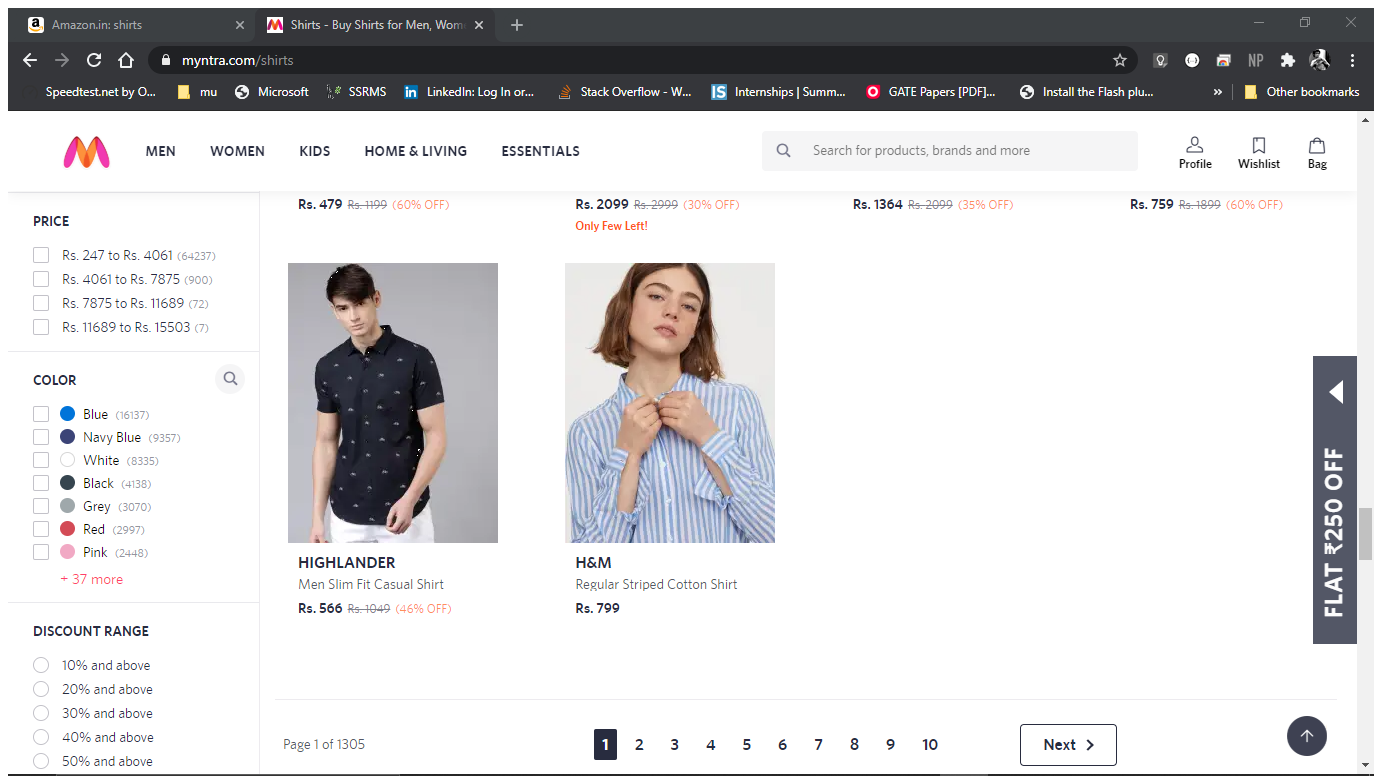 Amazon.in: shirts
Shirts - Buy Shirts for Men, Wom
myntra.com/shirts
NP
Speedtest.net by O...
mu
Microsoft
SSRMS
LinkedIn: Log In or...
Stack Overflow - W...
Internships | Summ...
GATE Papers [PDF]...
Install the Flash plu...
»
Other bookmarks
MEN WOMEN KIDS HOME & LIVING ESSENTIALS
Search for products, brands and more
Profile Wishlist Bag
PRICE
Rs. 247 to Rs. 4061 (64237)
Rs. 4061 to Rs. 7875 (900)
Rs. 7875 to Rs. 11689 (72)
Rs. 11689 to Rs. 15503 (7)
COLOR
Blue (16137)
Navy Blue (9357)
White (8335)
Black (4138)
Grey (3070)
Red (2997)
Pink (2448)
+ 37 more
DISCOUNT RANGE
10% and above
20% and above
30% and above
40% and above
50% and above
Rs. 479 Rs. 1199 (60% OFF)
Rs. 2099 Rs. 2999 (30% OFF)
Only Few Left!
Rs. 1364 Rs. 2099 (35% OFF)
Rs. 759 Rs. 1899 (60% OFF)
HIGHLANDER
Men Slim Fit Casual Shirt
Rs. 566 Rs. 1049 (46% OFF)
H&M
Regular Striped Cotton Shirt
Rs. 799
FLAT ₹250 OFF
Page 1 of 1305
1 2 3 4 5 6 7 8 9 10
Next